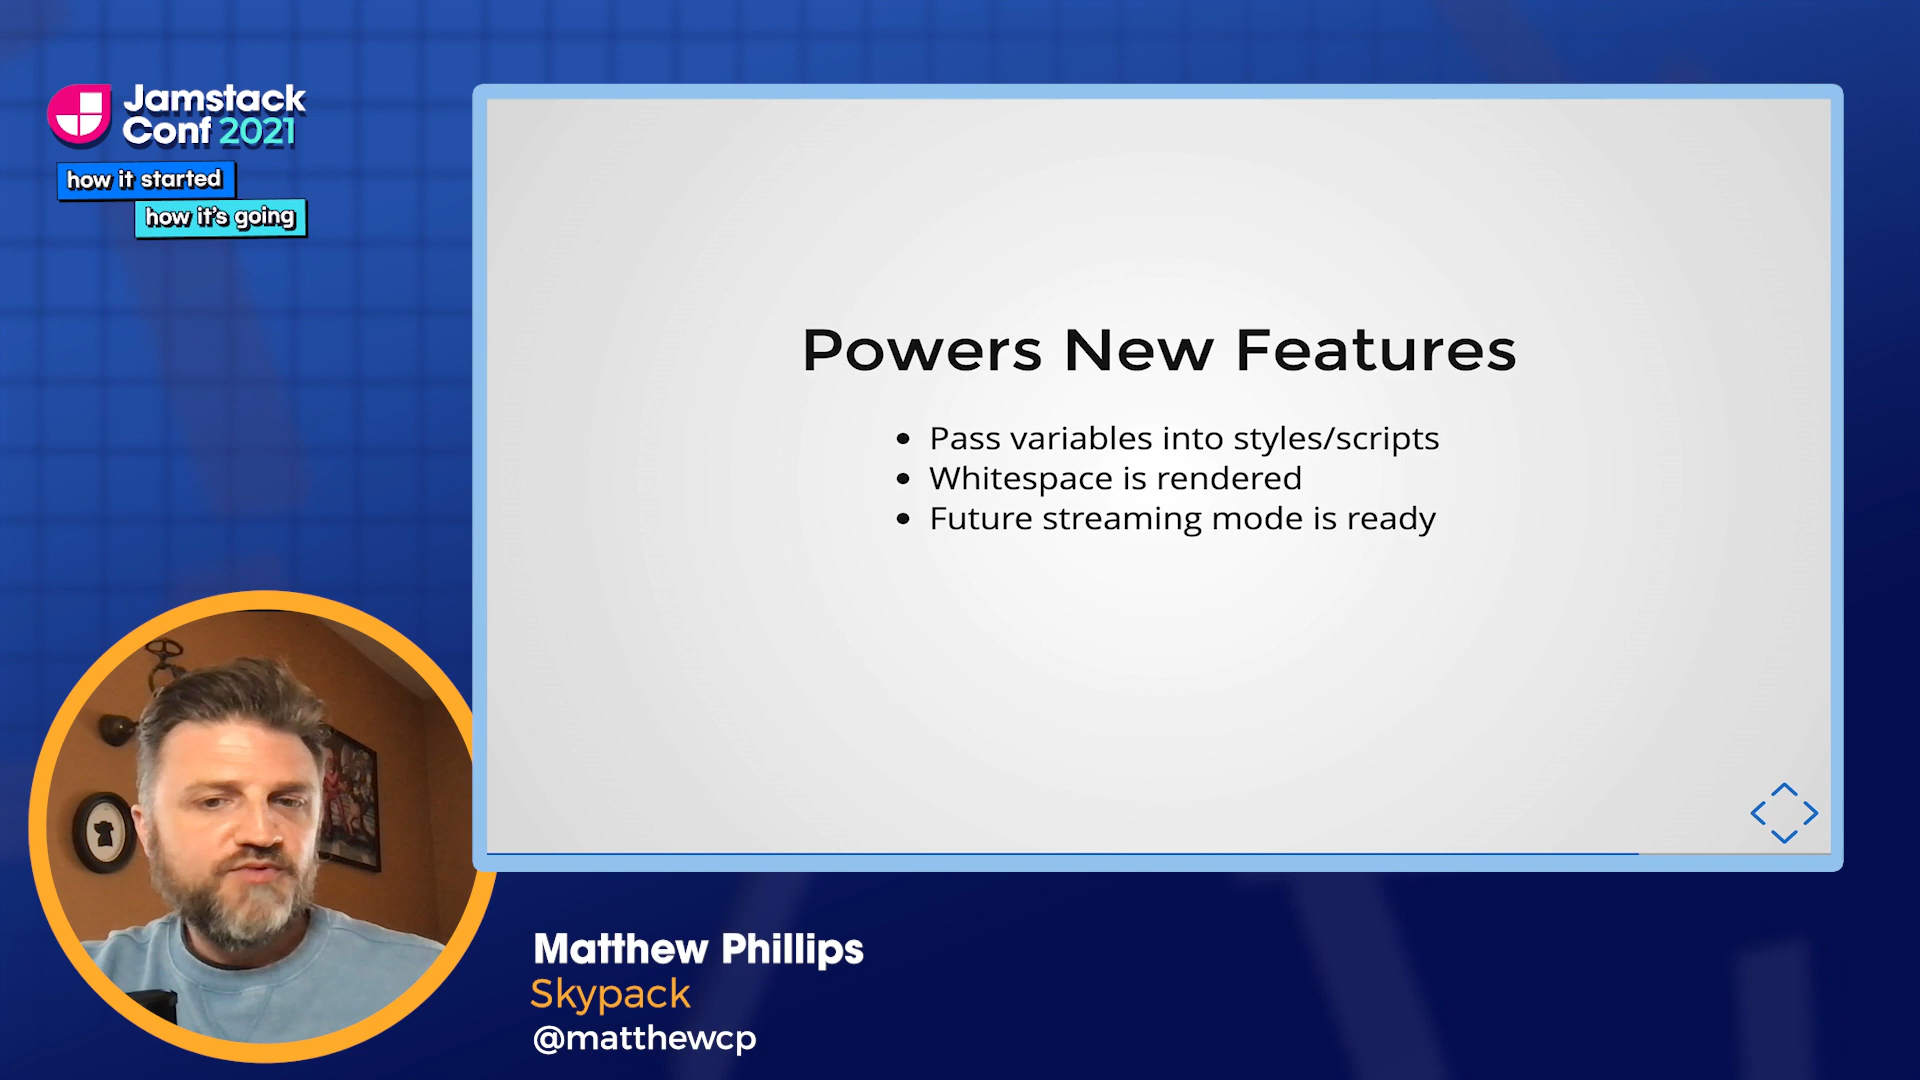 Jamstack
Conf 2021
how it started
how it's going
Powers New Features
Pass variables into styles/scripts
Whitespace is rendered
Future streaming mode is ready
Matthew Phillips
Skypack
@matthewcp